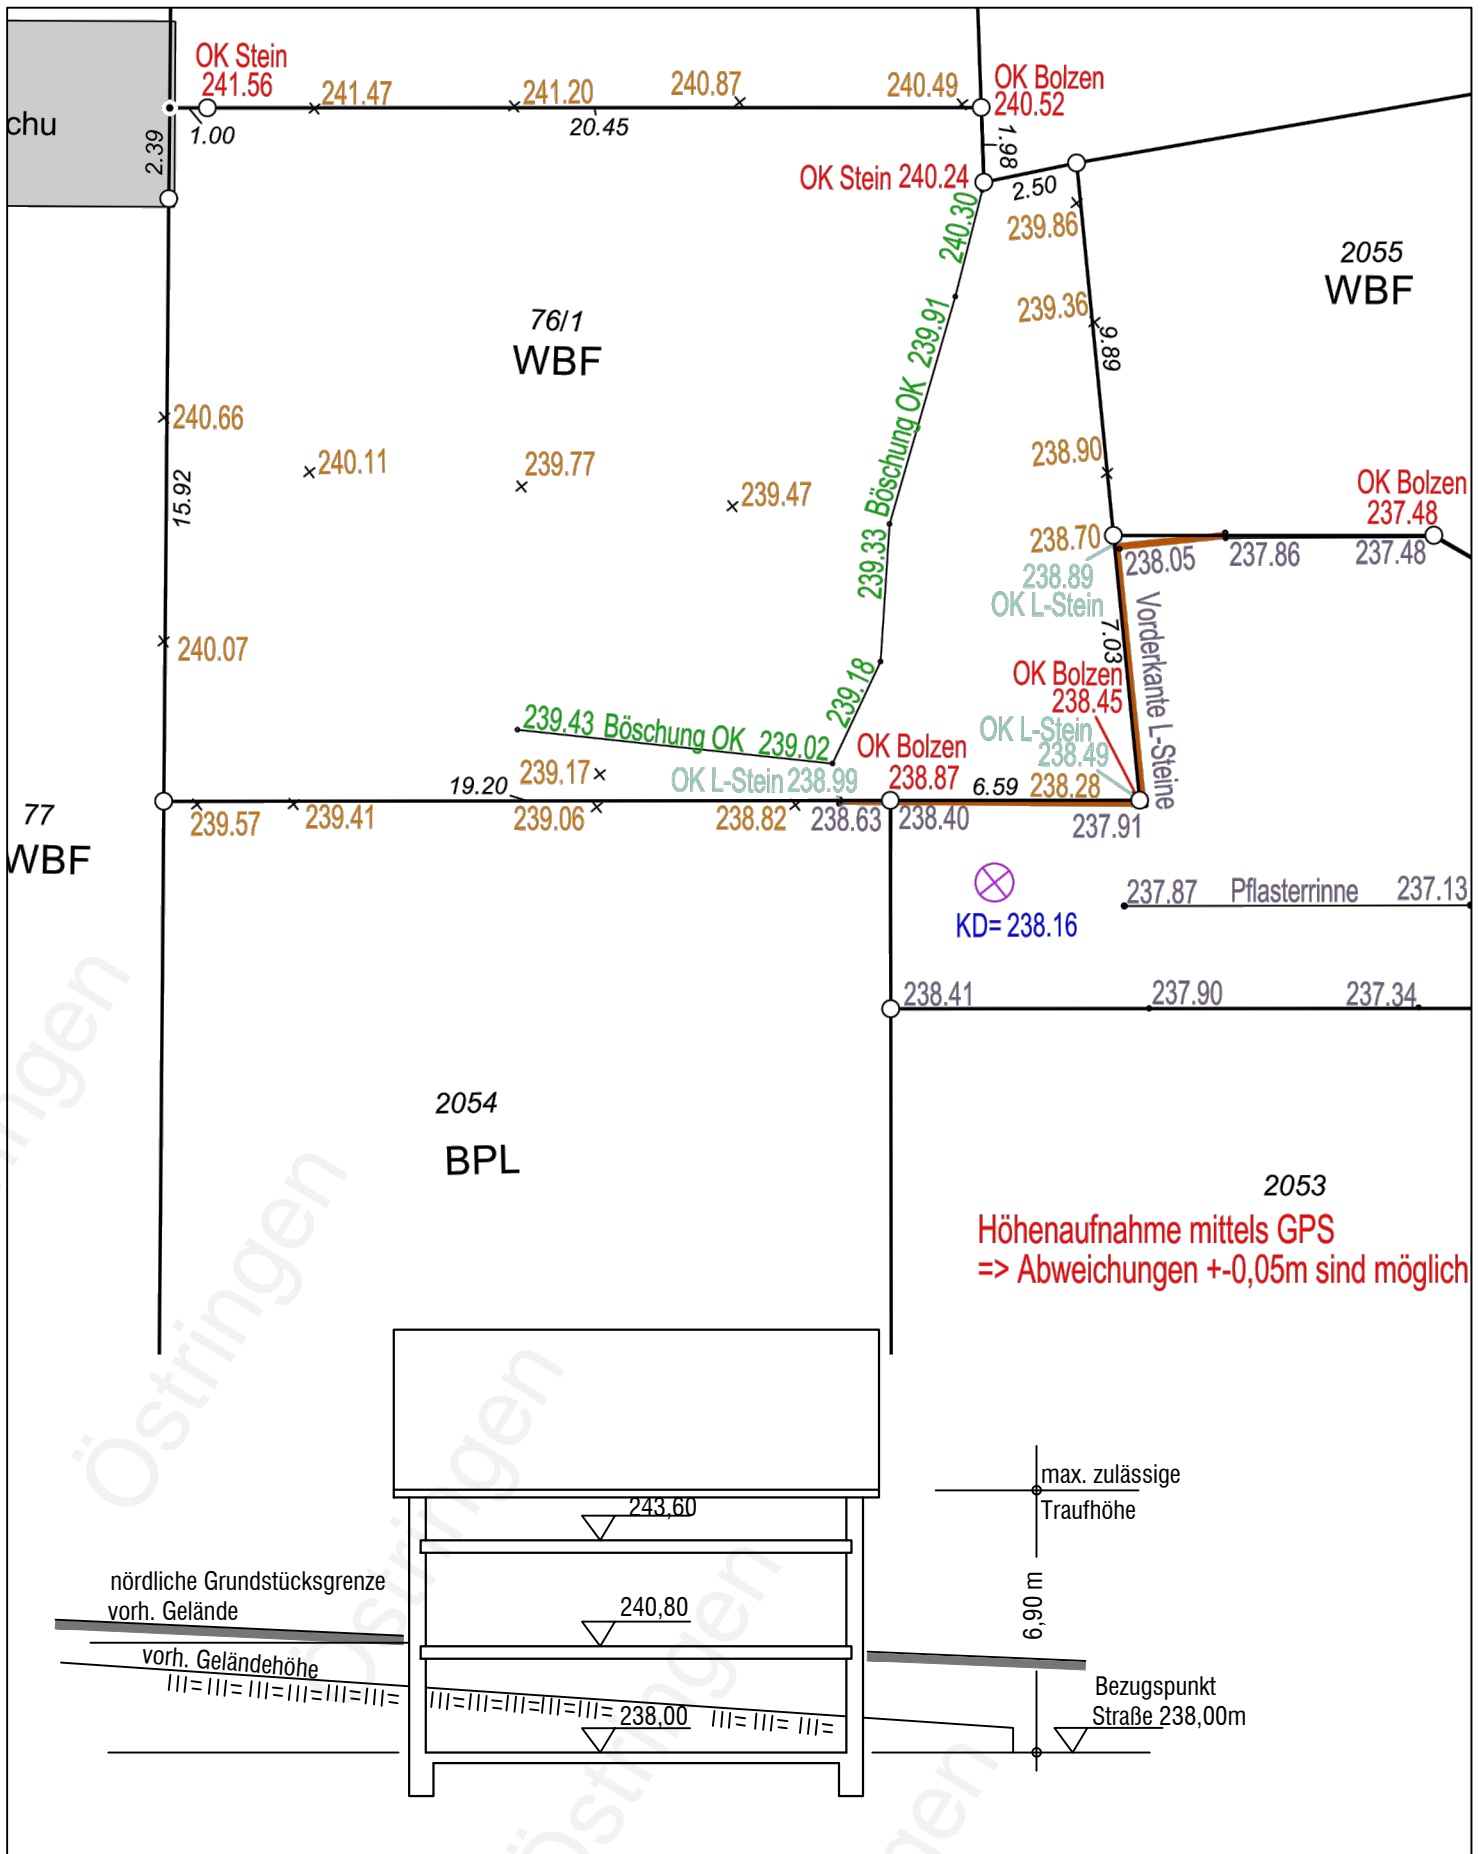 OK Stein
241.56
241.47
241.20
240.87
240.49
OK Bolzen
240.52
chu
1.00
20.45
2.39
1.98
OK Stein 240.24
2.50
240.30
239.86
2055
WBF
239.36
9.89
76/1
WBF
Böschung OK 239.91
240.66
240.11
239.77
239.47
15.92
238.90
OK Bolzen
237.48
239.33
238.70
238.05
237.86
237.48
238.89
OK L-Stein
7.03
Vorderkante L-Steine
240.07
239.18
OK Bolzen
238.45
239.43 Böschung OK 239.02
OK L-Stein
238.49
OK Bolzen
238.87
239.17
OK L-Stein 238.99
19.20
6.59
238.28
77
WBF
239.57
239.41
239.06
238.82
238.63
238.40
237.91
KD= 238.16
237.87
Pflasterrinne
237.13
238.41
237.90
237.34
2054
BPL
2053
Höhenaufnahme mittels GPS
=> Abweichungen +-0,05m sind möglich
max. zulässige
Traufhöhe
243,60
nördliche Grundstücksgrenze
vorh. Gelände
240,80
6,90 m
vorh. Geländehöhe
238,00
Bezugspunkt
Straße 238,00m
ingen
Östringen
Östringen
Östringen
gen